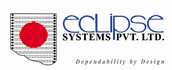 eclipse
SYSTEMS PVT. LTD.
Dependability by Design